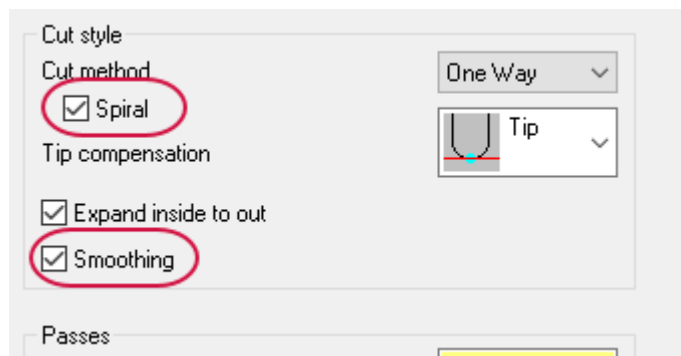 Cut style
Cut method One Way
Spiral
Tip compensation Tip
Expand inside to out
Smoothing
Passes